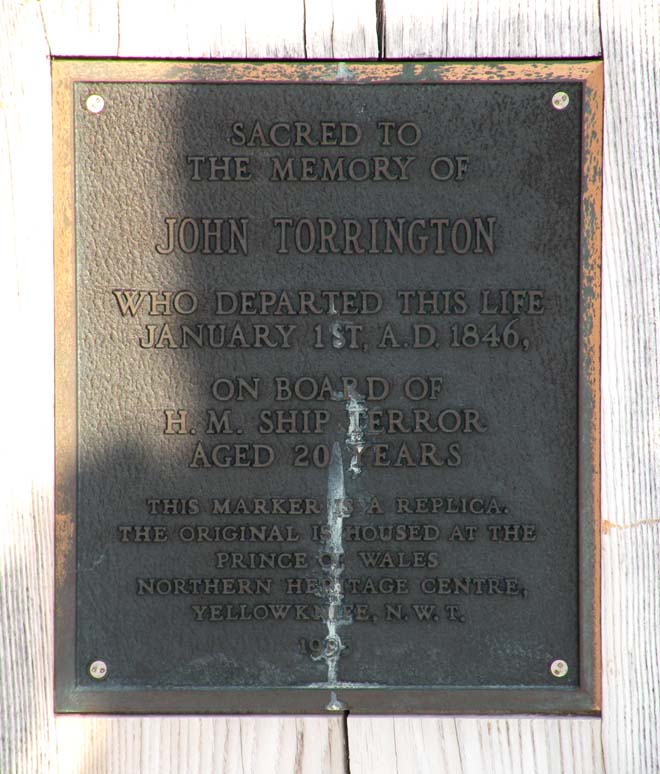 SACRED TO
THE MEMORY OF
JOHN TORRINGTON
WHO DEPARTED THIS LIFE
JANUARY 1ST, A.D. 1846,
ON BOARD OF
H. M. SHIP TERROR
AGED 20 YEARS
THIS MARKER IS A REPLICA.
THE ORIGINAL IS HOUSED AT THE
PRINCE OF WALES
NORTHERN HERITAGE CENTRE,
YELLOWKNIFE, N.W.T.